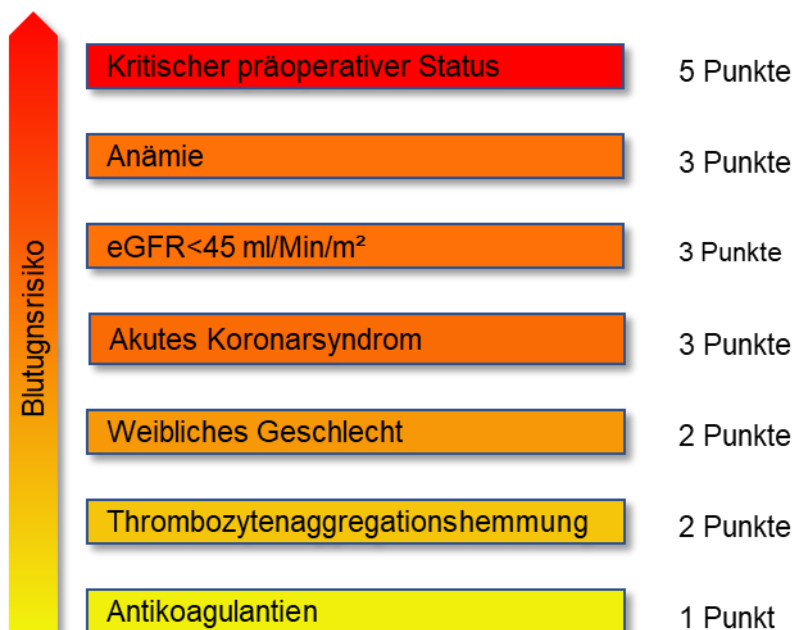 Kritischer präoperativer Status 5 Punkte
Anämie 3 Punkte
eGFR<45 ml/Min/m² 3 Punkte
Akutes Koronarsyndrom 3 Punkte
Weibliches Geschlecht 2 Punkte
Thrombozytenaggregationshemmung 2 Punkte
Antikoagulantien 1 Punkt
Blutugnsrisiko